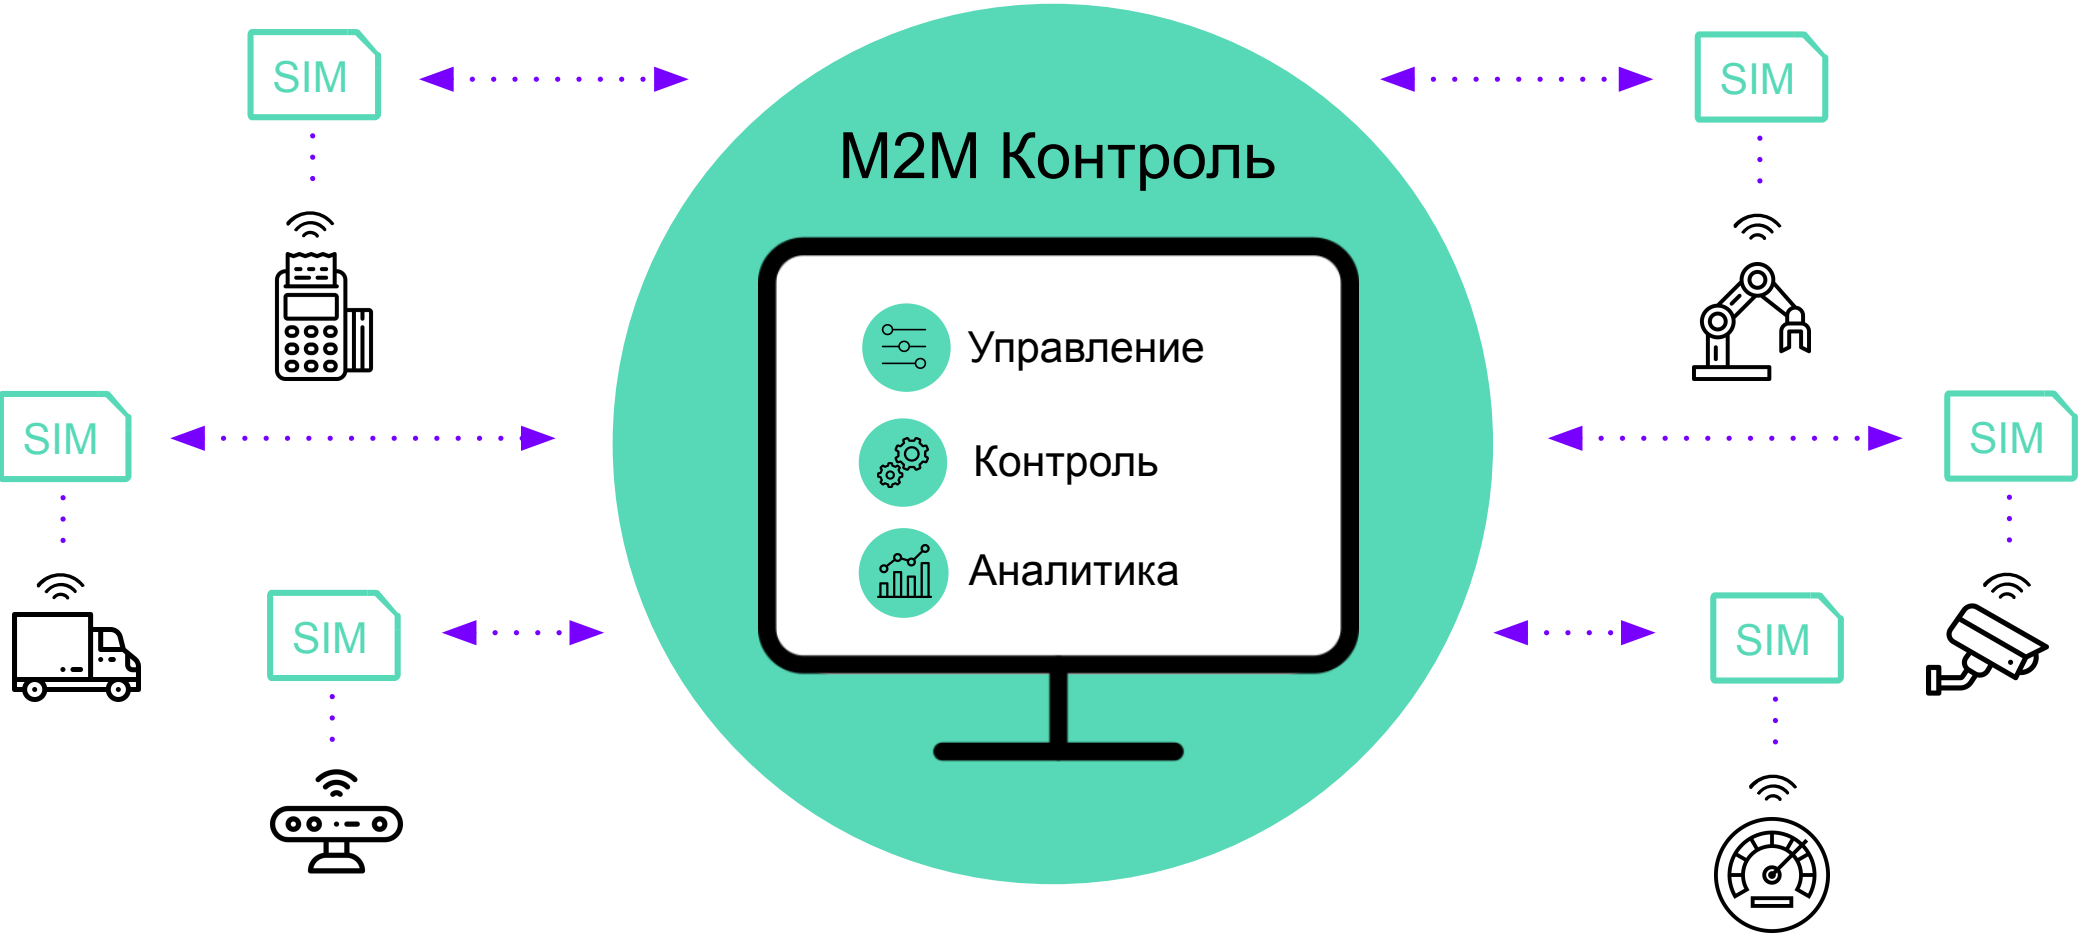 SIM
SIM
M2M Контроль
Управление
SIM
Контроль
SIM
Аналитика
SIM
SIM